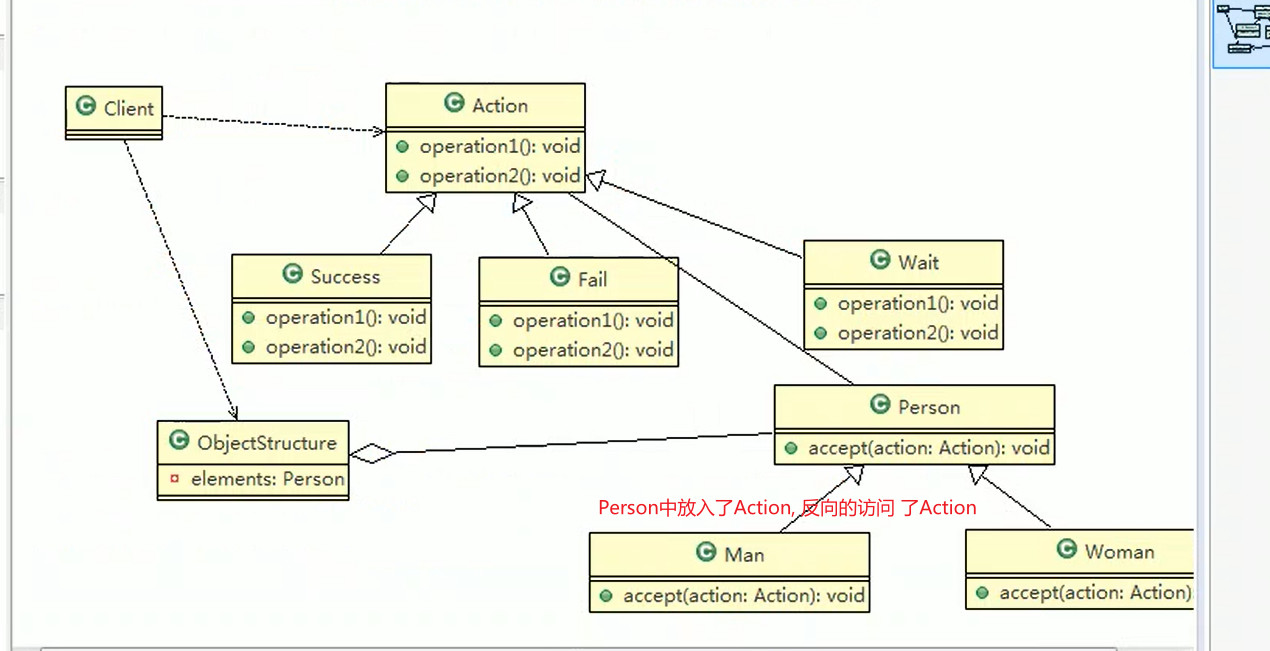 Client
Action
operation1(): void
operation2(): void
Success
operation1(): void
operation2(): void
Fail
operation1(): void
operation2(): void
Wait
operation1(): void
operation2(): void
ObjectStructure
elements: Person
Person
accept(action: Action): void
Person中放入了Action, 反向的访问 了Action
Man
accept(action: Action): void
Woman
accept(action: Action)